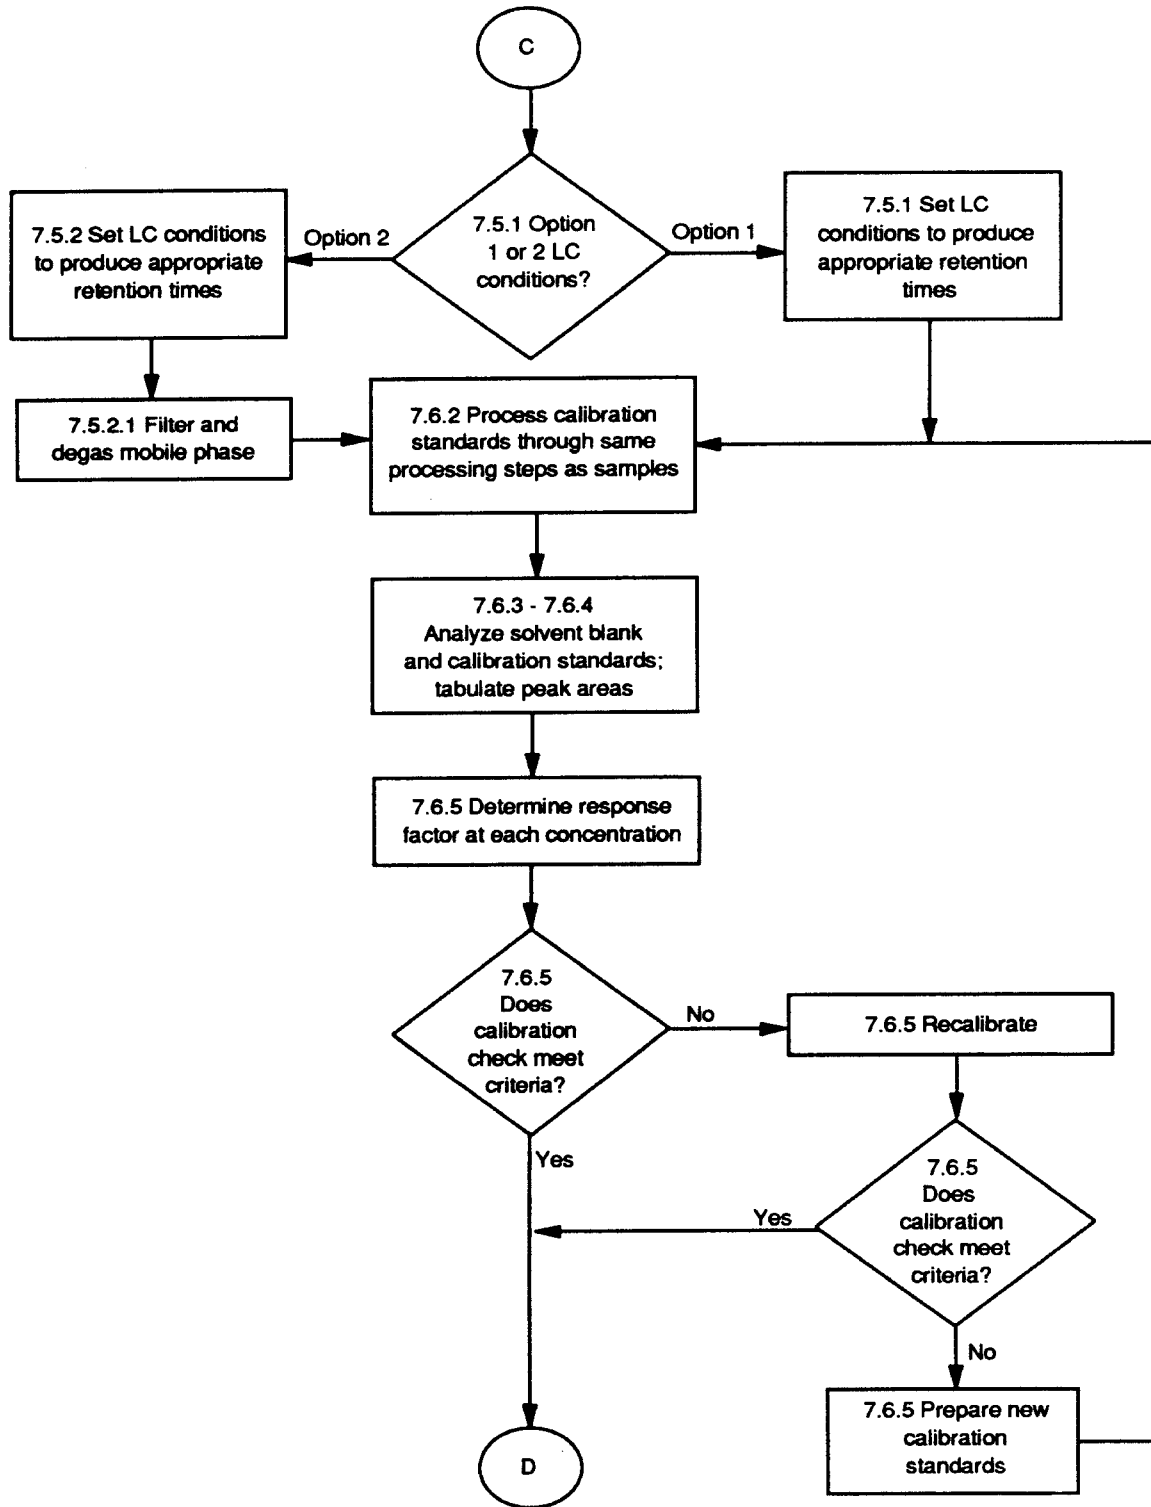 C
7.5.1 Option
1 or 2 LC
conditions?
Option 2
Option 1
7.5.2 Set LC conditions
to produce appropriate
retention times
7.5.1 Set LC
conditions to produce
appropriate retention
times
7.5.2.1 Filter and
degas mobile phase
7.6.2 Process calibration
standards through same
processing steps as samples
7.6.3 - 7.6.4
Analyze solvent blank
and calibration standards;
tabulate peak areas
7.6.5 Determine response
factor at each concentration
7.6.5
Does
calibration
check meet
criteria?
No
7.6.5 Recalibrate
Yes
7.6.5
Does
calibration
check meet
criteria?
Yes
No
7.6.5 Prepare new
calibration
standards
D